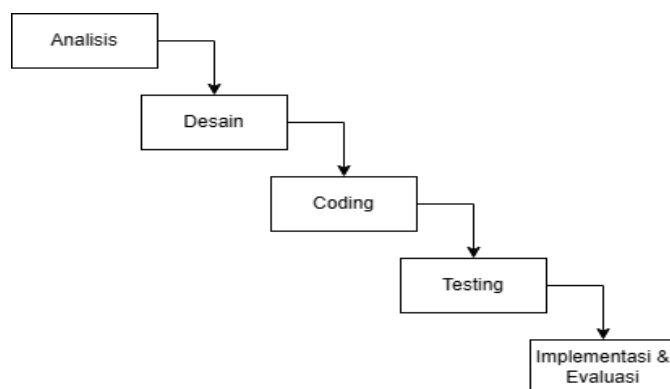 Analisis
Desain
Coding
Testing
Implementasi &
Evaluasi